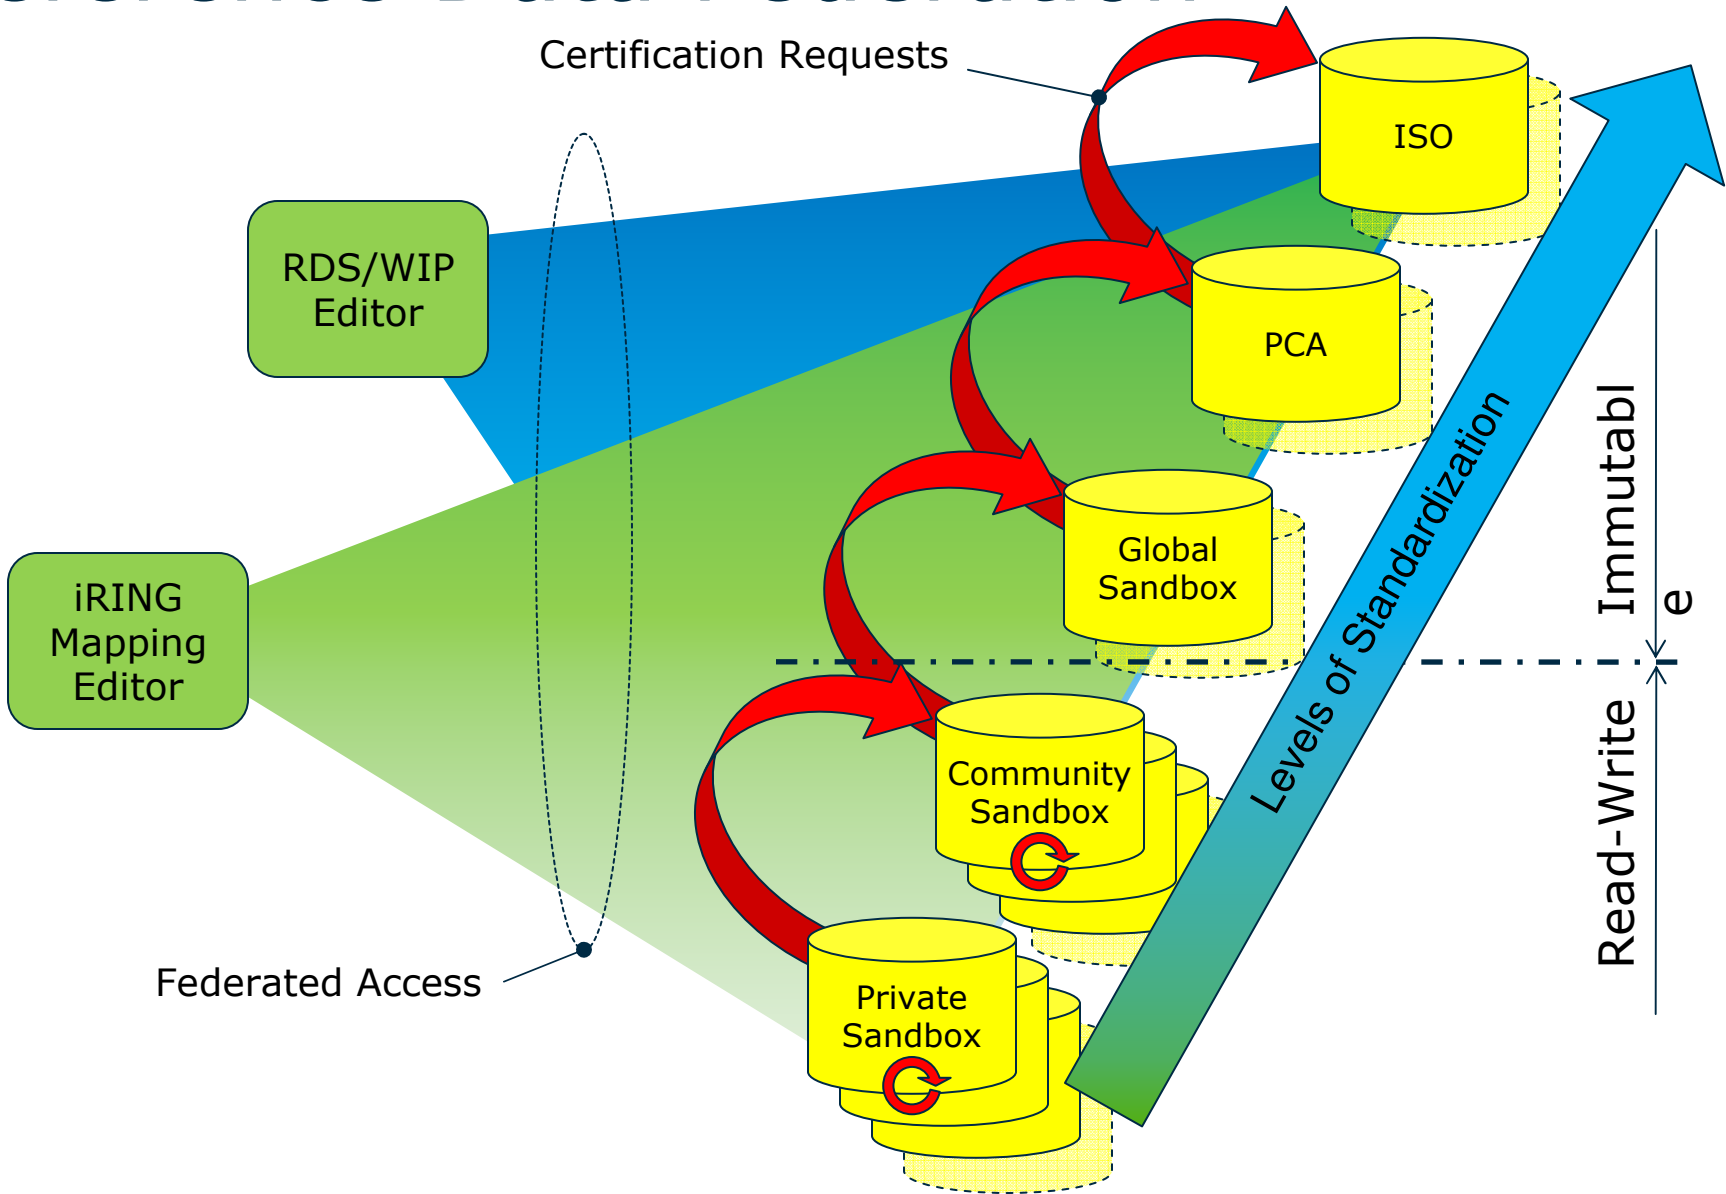 Certification Requests
ISO
RDS/WIP
Editor
PCA
Global
Sandbox
iRING
Mapping
Editor
Levels of Standardization
Immutabl
e
Read-Write
Community
Sandbox
Federated Access
Private
Sandbox